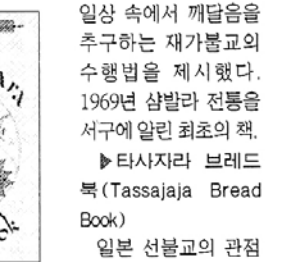 일상 속에서 깨달음을
추구하는 재가불교의
수행법을 제시했다.
1969년 샴발라 전통을
서구에 알린 최초의 책.
▶타사자라 브레드
북(Tassajaja Bread
Book)
일본 선불교의 관점